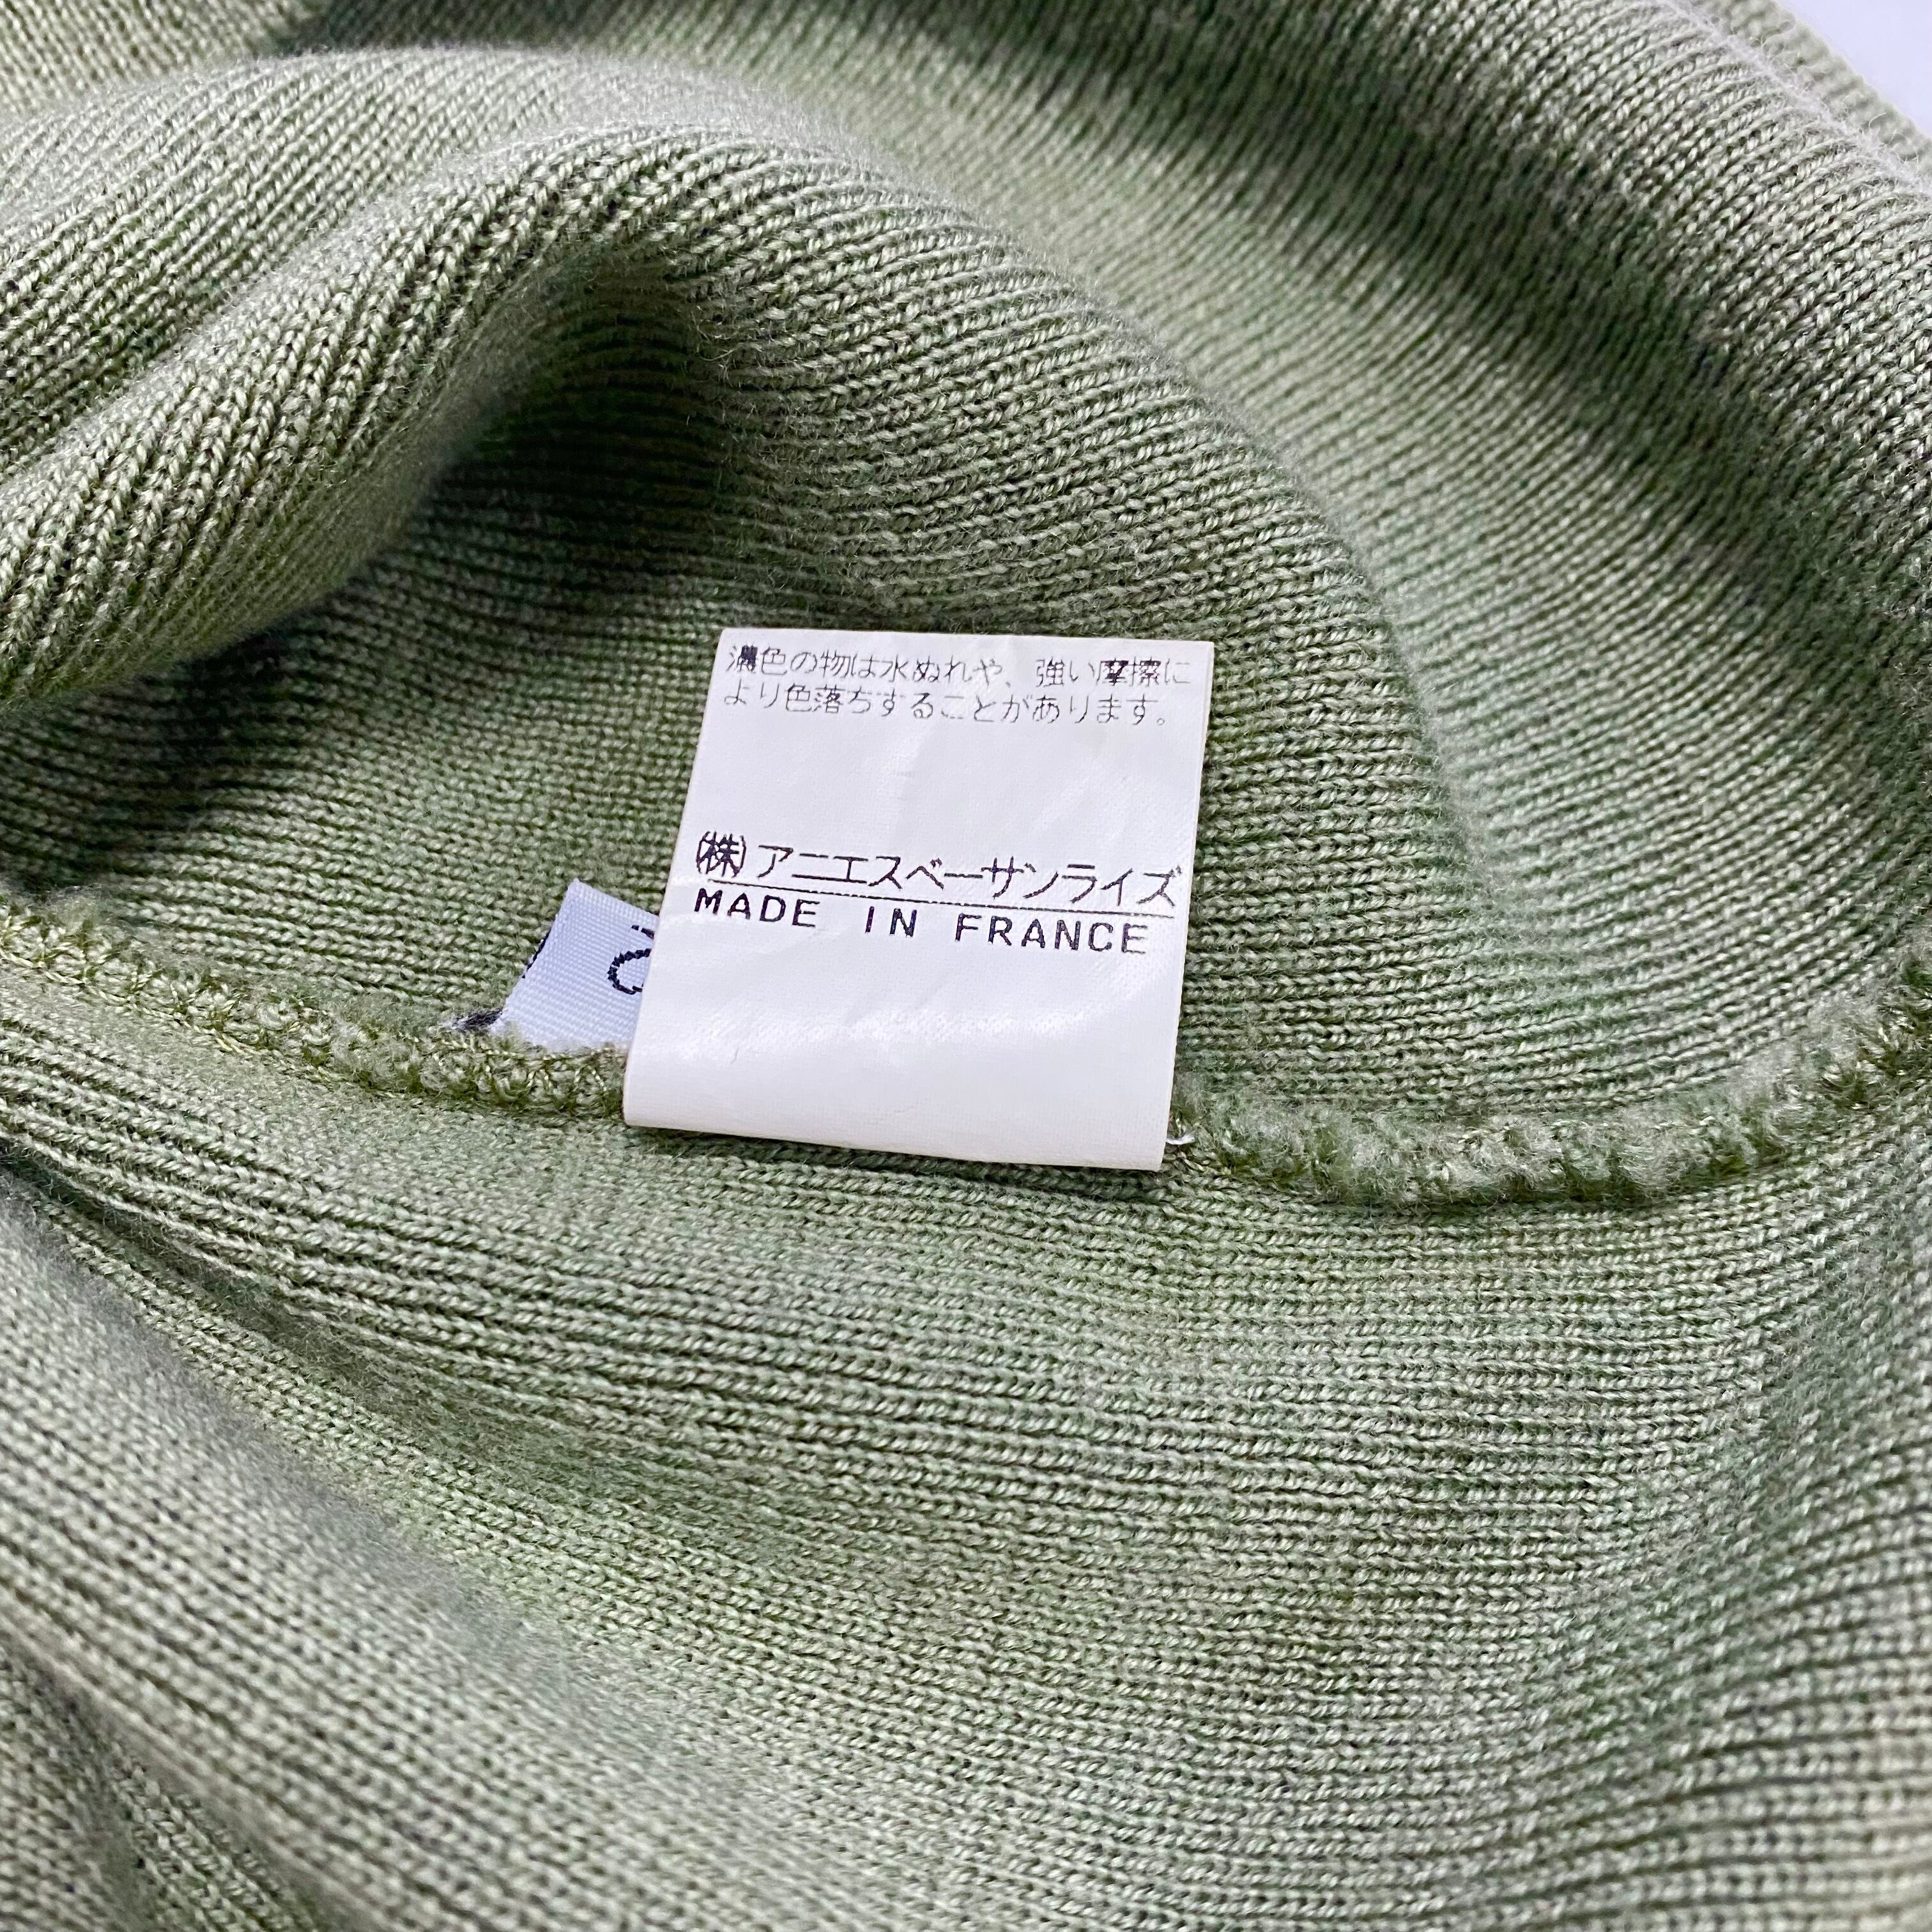 濃色の物は水ぬれや、強い摩擦に
より色落ちすることがあります。
(株)アニエスベーサンライズ
MADE IN FRANCE